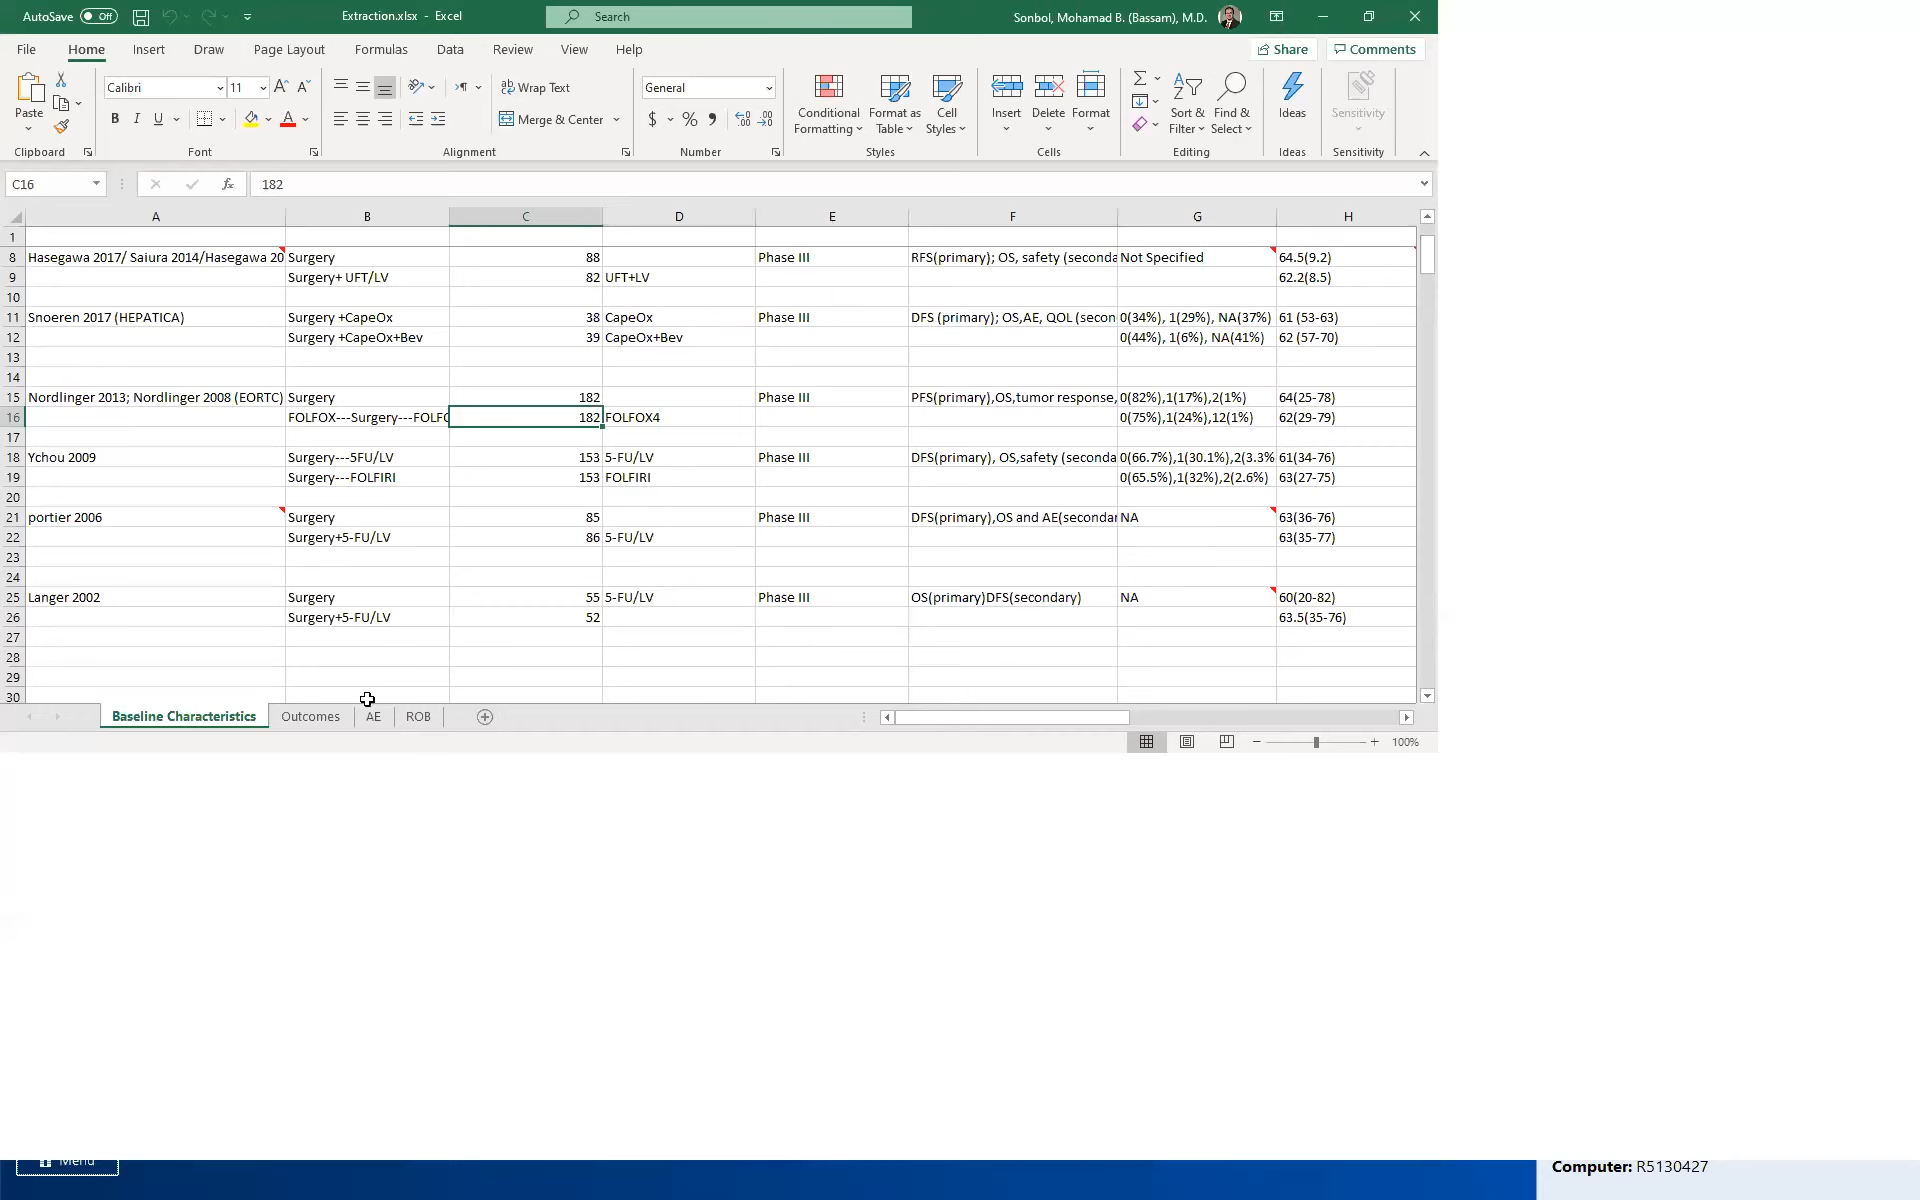 AutoSave Off Extraction.xlsx - Excel Search Sonbol, Mohamad B. (Bassam), M.D.
File Home Insert Draw Page Layout Formulas Data Review View Help Share Comments
Calibri 11 Wrap Text General
Paste B I U Merge & Center $ % Conditional Formatting Format as Table Cell Styles Insert Delete Format Sort & Filter Find & Select Ideas Sensitivity
Clipboard Font Alignment Number Styles Cells Editing Ideas Sensitivity
C16 fx 182
A B C D E F G H
1
8 Hasegawa 2017/ Saiura 2014/Hasegawa 20 Surgery 88 Phase III RFS(primary); OS, safety (seconda Not Specified 64.5(9.2)
9 Surgery+ UFT/LV 82 UFT+LV 62.2(8.5)
10
11 Snoeren 2017 (HEPATICA) Surgery +CapeOx 38 CapeOx Phase III DFS (primary); OS,AE, QOL (secon 0(34%), 1(29%), NA(37%) 61 (53-63)
12 Surgery +CapeOx+Bev 39 CapeOx+Bev 0(44%), 1(6%), NA(41%) 62 (57-70)
13
14
15 Nordlinger 2013; Nordlinger 2008 (EORTC) Surgery 182 Phase III PFS(primary),OS,tumor response, 0(82%),1(17%),2(1%) 64(25-78)
16 FOLFOX---Surgery---FOLFO 182 FOLFOX4 0(75%),1(24%),12(1%) 62(29-79)
17
18 Ychou 2009 Surgery---5FU/LV 153 5-FU/LV Phase III DFS(primary), OS,safety (seconda 0(66.7%),1(30.1%),2(3.3% 61(34-76)
19 Surgery---FOLFIRI 153 FOLFIRI 0(65.5%),1(32%),2(2.6%) 63(27-75)
20
21 portier 2006 Surgery 85 Phase III DFS(primary),OS and AE(secondar NA 63(36-76)
22 Surgery+5-FU/LV 86 5-FU/LV 63(35-77)
23
24
25 Langer 2002 Surgery 55 5-FU/LV Phase III OS(primary)DFS(secondary) NA 60(20-82)
26 Surgery+5-FU/LV 52 63.5(35-76)
27
28
29
30
Baseline Characteristics Outcomes AE ROB
100%
Menu
Computer: R5130427